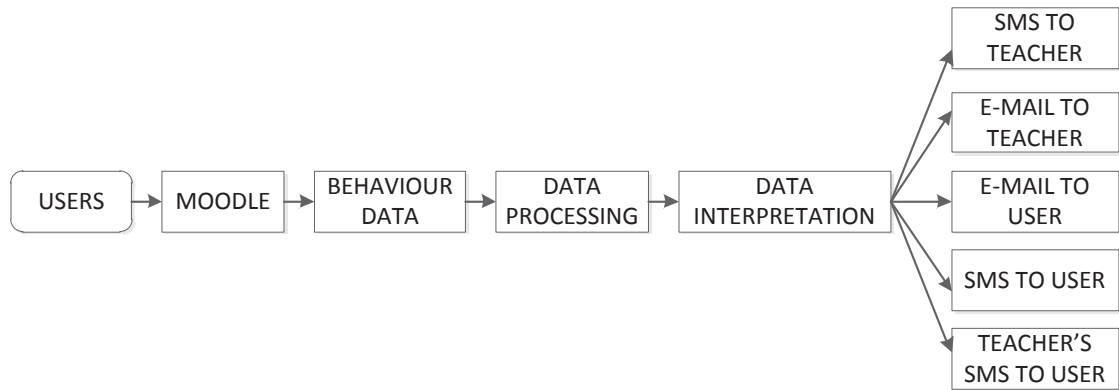 USERS
MOODLE
BEHAVIOUR
DATA
DATA
PROCESSING
DATA
INTERPRETATION
SMS TO
TEACHER
E-MAIL TO
TEACHER
E-MAIL TO
USER
SMS TO USER
TEACHER’S
SMS TO USER